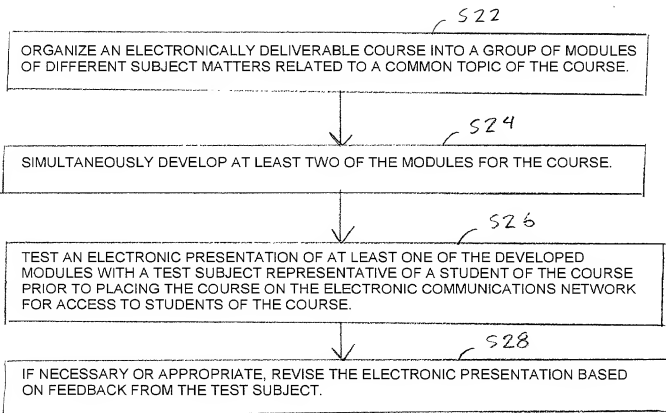 S22
ORGANIZE AN ELECTRONICALLY DELIVERABLE COURSE INTO A GROUP OF MODULES
OF DIFFERENT SUBJECT MATTERS RELATED TO A COMMON TOPIC OF THE COURSE.
S24
SIMULTANEOUSLY DEVELOP AT LEAST TWO OF THE MODULES FOR THE COURSE.
S26
TEST AN ELECTRONIC PRESENTATION OF AT LEAST ONE OF THE DEVELOPED
MODULES WITH A TEST SUBJECT REPRESENTATIVE OF A STUDENT OF THE COURSE
PRIOR TO PLACING THE COURSE ON THE ELECTRONIC COMMUNICATIONS NETWORK
FOR ACCESS TO STUDENTS OF THE COURSE.
S28
IF NECESSARY OR APPROPRIATE, REVISE THE ELECTRONIC PRESENTATION BASED
ON FEEDBACK FROM THE TEST SUBJECT.